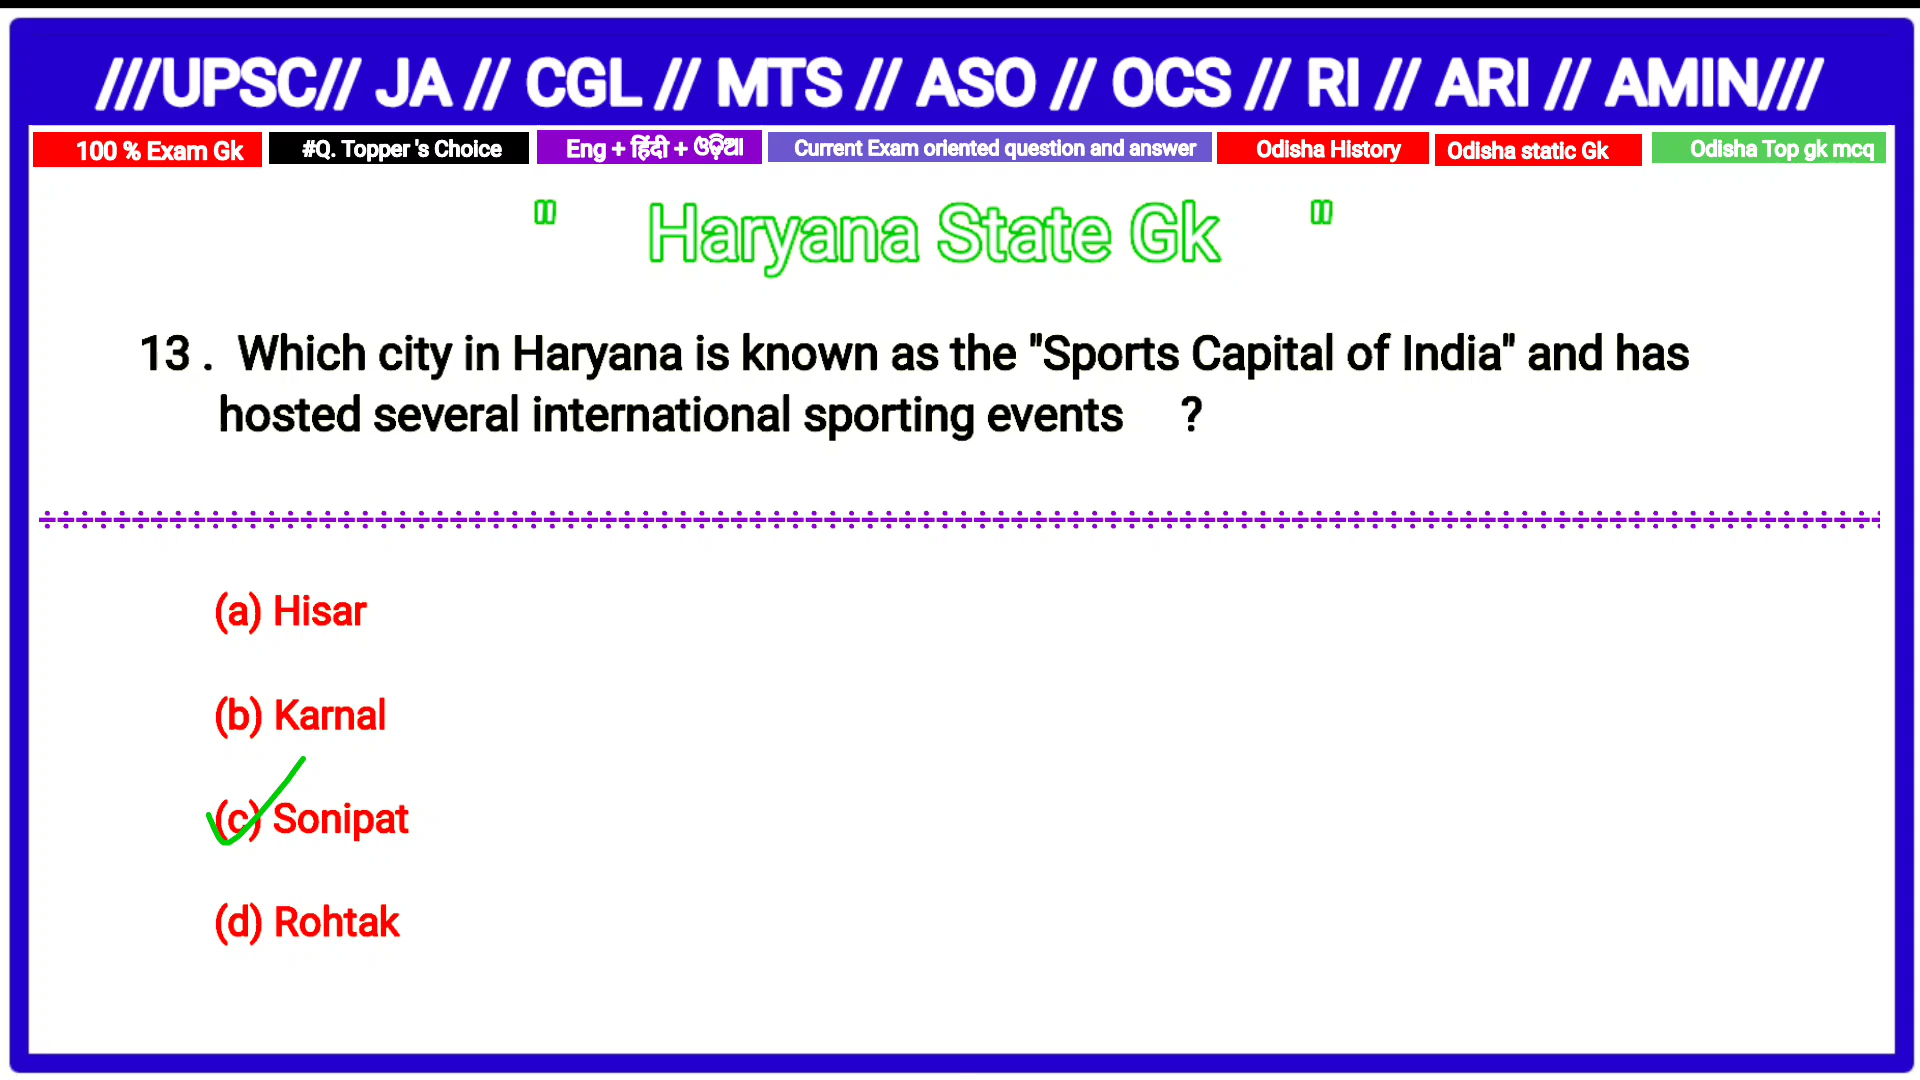 ///UPSC// JA // CGL // MTS // ASO // OCS // RI // ARI // AMIN///
100 % Exam Gk #Q. Topper 's Choice Eng + हिंदी + ଓଡ଼ିଆ Current Exam oriented question and answer Odisha History Odisha static Gk Odisha Top gk mcq
" Haryana State Gk "
13 . Which city in Haryana is known as the "Sports Capital of India" and has
hosted several international sporting events ?
÷÷÷÷÷÷÷÷÷÷÷÷÷÷÷÷÷÷÷÷÷÷÷÷÷÷÷÷÷÷÷÷÷÷÷÷÷÷÷÷÷÷÷÷÷÷÷÷÷÷÷÷÷÷÷÷÷÷÷÷÷÷÷÷÷÷÷÷÷÷÷÷÷÷÷÷÷÷÷÷÷÷÷÷÷÷÷÷÷÷÷÷
(a) Hisar
(b) Karnal
(c) Sonipat
(d) Rohtak